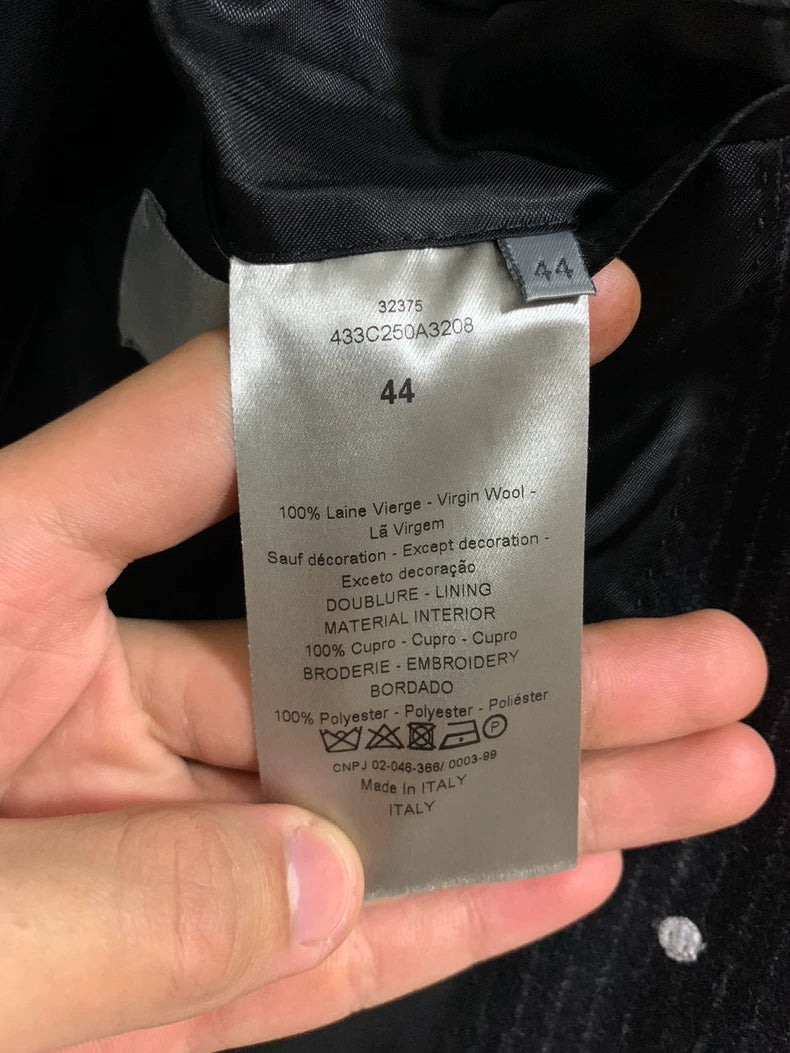 44
32375
433C250A3208
44
100% Laine Vierge - Virgin Wool -
Lã Virgem
Sauf décoration - Except decoration -
Exceto decoração
DOUBLURE - LINING
MATERIAL INTERIOR
100% Cupro - Cupro - Cupro
BRODERIE - EMBROIDERY
BORDADO
100% Polyester - Polyester - Poliéster
P
CNPJ 02-046-366/ 0003-99
Made In ITALY
ITALY